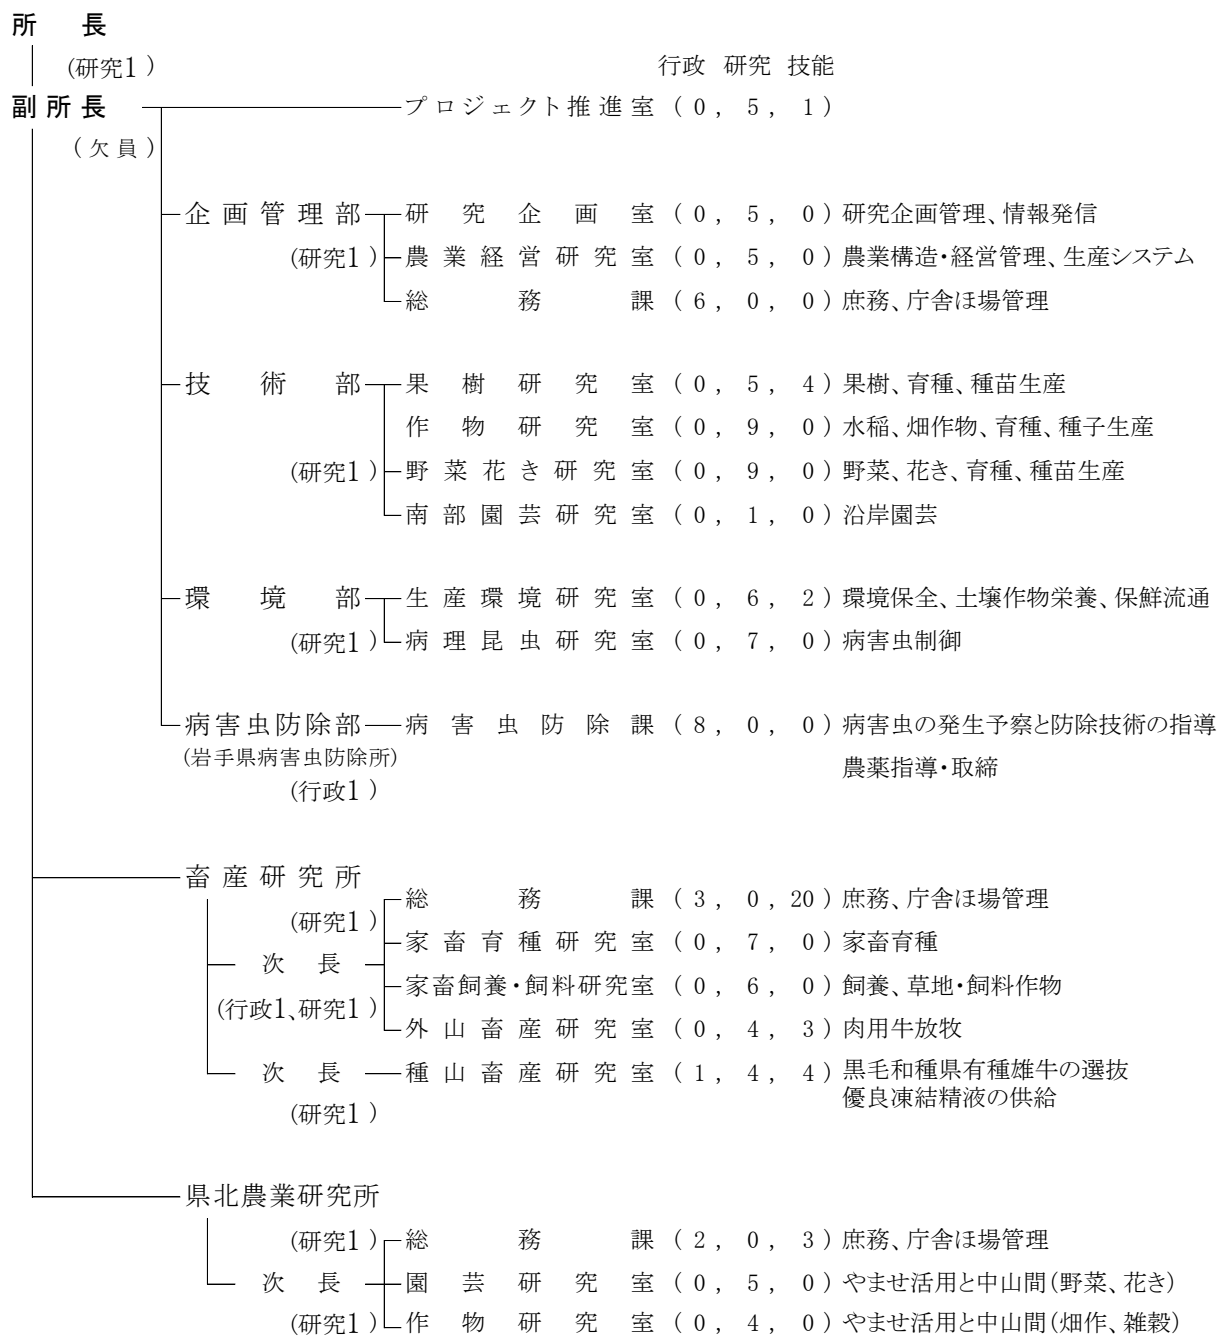 所長
(研究1)
行政 研究 技能
副所長 プロジェクト推進室 (0, 5, 1)
(欠員)
企画管理部 研究企画室 (0, 5, 0) 研究企画管理、情報発信
(研究1) 農業経営研究室 (0, 5, 0) 農業構造・経営管理、生産システム
総務課 (6, 0, 0) 庶務、庁舎ほ場管理
技術部 果樹研究室 (0, 5, 4) 果樹、育種、種苗生産
作物研究室 (0, 9, 0) 水稲、畑作物、育種、種子生産
(研究1) 野菜花き研究室 (0, 9, 0) 野菜、花き、育種、種苗生産
南部園芸研究室 (0, 1, 0) 沿岸園芸
環境部 生産環境研究室 (0, 6, 2) 環境保全、土壌作物栄養、保鮮流通
(研究1) 病理昆虫研究室 (0, 7, 0) 病害虫制御
病害虫防除部 病害虫防除課 (8, 0, 0) 病害虫の発生予察と防除技術の指導
(岩手県病害虫防除所) 農薬指導・取締
(行政1)
畜産研究所
総務課 (3, 0, 20) 庶務、庁舎ほ場管理
(研究1)
家畜育種研究室 (0, 7, 0) 家畜育種
次長
家畜飼養・飼料研究室 (0, 6, 0) 飼養、草地・飼料作物
(行政1、研究1)
外山畜産研究室 (0, 4, 3) 肉用牛放牧
次長 種山畜産研究室 (1, 4, 4) 黒毛和種県有種雄牛の選抜
優良凍結精液の供給
(研究1)
県北農業研究所
(研究1) 総務課 (2, 0, 3) 庶務、庁舎ほ場管理
次長 園芸研究室 (0, 5, 0) やませ活用と中山間(野菜、花き)
(研究1) 作物研究室 (0, 4, 0) やませ活用と中山間(畑作、雑穀)